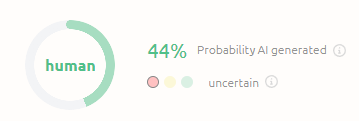 human
44% Probability AI generated
uncertain